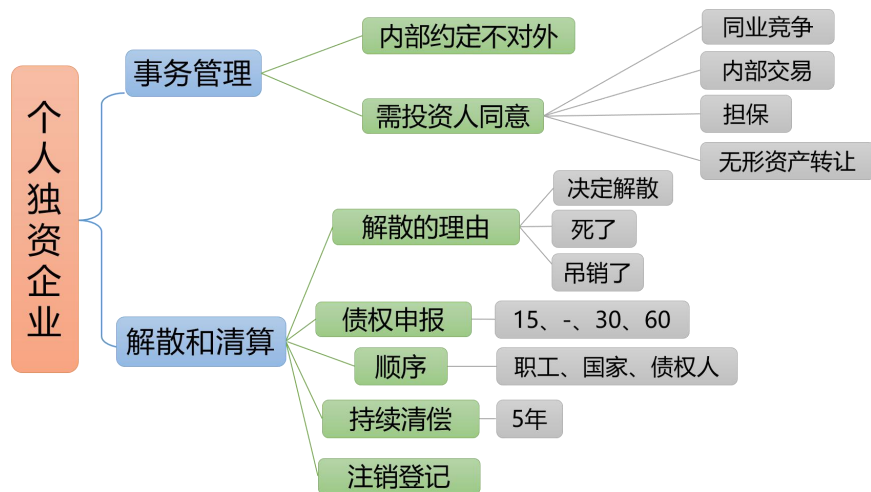 个人独资企业
事务管理
内部约定不对外
需投资人同意
同业竞争
内部交易
担保
无形资产转让
解散和清算
解散的理由
决定解散
死了
吊销了
债权申报
15、-、30、60
顺序
职工、国家、债权人
持续清偿
5年
注销登记